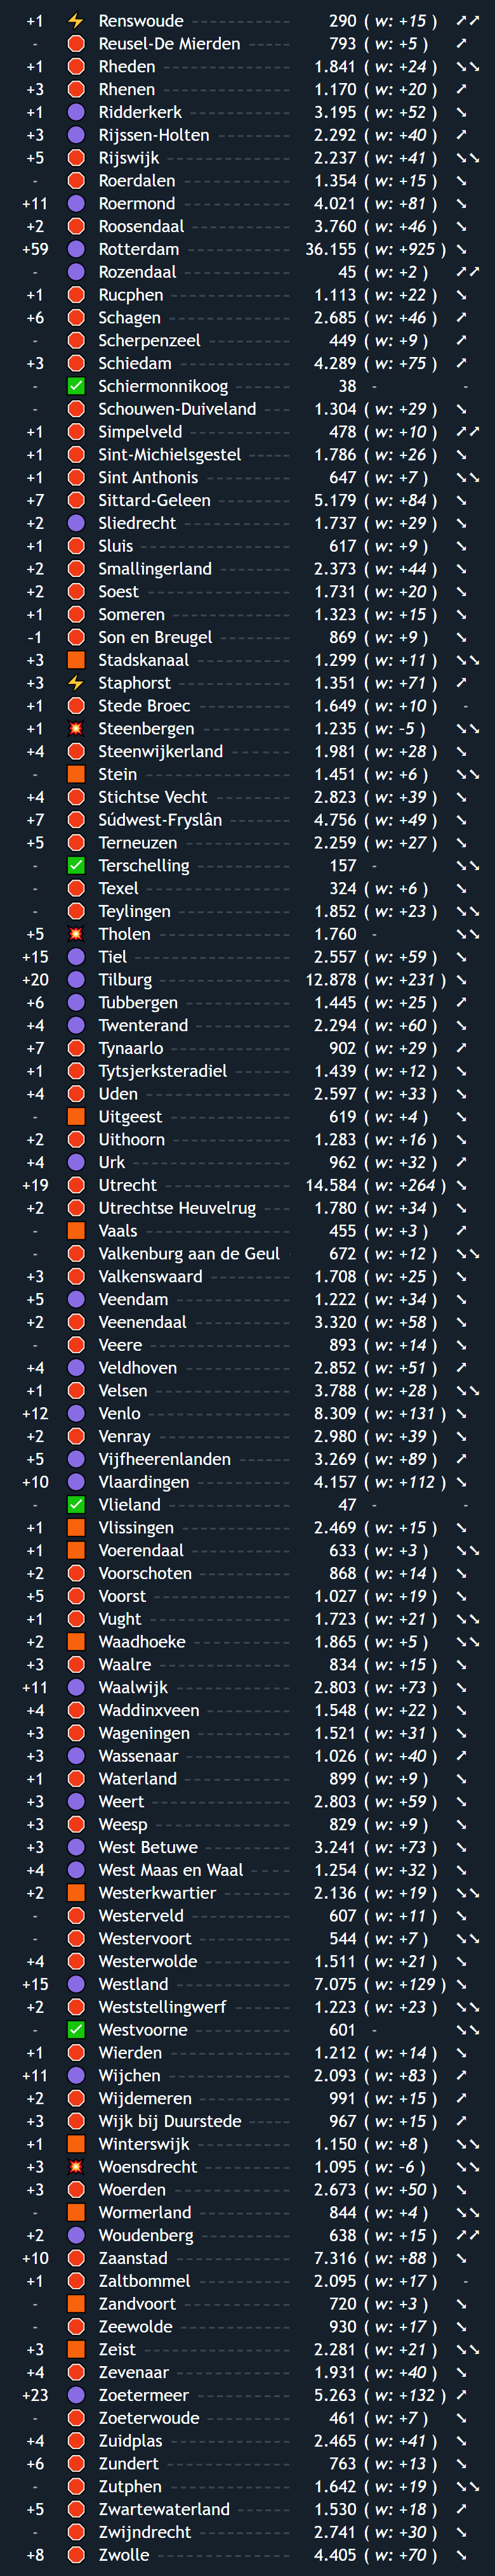 +1 Renswoude 290 ( w: +15 )
- Reusel-De Mierden 793 ( w: +5 )
+1 Rheden 1.841 ( w: +24 )
+3 Rhenen 1.170 ( w: +20 )
+1 Ridderkerk 3.195 ( w: +52 )
+3 Rijssen-Holten 2.292 ( w: +40 )
+5 Rijswijk 2.237 ( w: +41 )
- Roerdalen 1.354 ( w: +15 )
+11 Roermond 4.021 ( w: +81 )
+2 Roosendaal 3.760 ( w: +46 )
+59 Rotterdam 36.155 ( w: +925 )
- Rozendaal 45 ( w: +2 )
+1 Rucphen 1.113 ( w: +22 )
+6 Schagen 2.685 ( w: +46 )
- Scherpenzeel 449 ( w: +9 )
+3 Schiedam 4.289 ( w: +75 )
- Schiermonnikoog 38 - -
- Schouwen-Duiveland 1.304 ( w: +29 )
+1 Simpelveld 478 ( w: +10 )
+1 Sint-Michielsgestel 1.786 ( w: +26 )
+1 Sint Anthonis 647 ( w: +7 )
+7 Sittard-Geleen 5.179 ( w: +84 )
+2 Sliedrecht 1.737 ( w: +29 )
+1 Sluis 617 ( w: +9 )
+2 Smallingerland 2.373 ( w: +44 )
+2 Soest 1.731 ( w: +20 )
+1 Someren 1.323 ( w: +15 )
-1 Son en Breugel 869 ( w: +9 )
+3 Stadskanaal 1.299 ( w: +11 )
+3 Staphorst 1.351 ( w: +71 )
+1 Stede Broec 1.649 ( w: +10 ) -
+1 Steenbergen 1.235 ( w: -5 )
+4 Steenwijkerland 1.981 ( w: +28 )
- Stein 1.451 ( w: +6 )
+4 Stichtse Vecht 2.823 ( w: +39 )
+7 Súdwest-Fryslân 4.756 ( w: +49 )
+5 Terneuzen 2.259 ( w: +27 )
- Terschelling 157 -
- Texel 324 ( w: +6 )
- Teylingen 1.852 ( w: +23 )
+5 Tholen 1.760 -
+15 Tiel 2.557 ( w: +59 )
+20 Tilburg 12.878 ( w: +231 )
+6 Tubbergen 1.445 ( w: +25 )
+4 Twenterand 2.294 ( w: +60 )
+7 Tynaarlo 902 ( w: +29 )
+1 Tytsjerksteradiel 1.439 ( w: +12 )
+4 Uden 2.597 ( w: +33 )
- Uitgeest 619 ( w: +4 )
+2 Uithoorn 1.283 ( w: +16 )
+4 Urk 962 ( w: +32 )
+19 Utrecht 14.584 ( w: +264 )
+2 Utrechtse Heuvelrug 1.780 ( w: +34 )
- Vaals 455 ( w: +3 )
- Valkenburg aan de Geul 672 ( w: +12 )
+3 Valkenswaard 1.708 ( w: +25 )
+5 Veendam 1.222 ( w: +34 )
+2 Veenendaal 3.320 ( w: +58 )
- Veere 893 ( w: +14 )
+4 Veldhoven 2.852 ( w: +51 )
+1 Velsen 3.788 ( w: +28 )
+12 Venlo 8.309 ( w: +131 )
+2 Venray 2.980 ( w: +39 )
+5 Vijfheerenlanden 3.269 ( w: +89 )
+10 Vlaardingen 4.157 ( w: +112 )
- Vlieland 47 - -
+1 Vlissingen 2.469 ( w: +15 )
+1 Voerendaal 633 ( w: +3 )
+2 Voorschoten 868 ( w: +14 )
+5 Voorst 1.027 ( w: +19 )
+1 Vught 1.723 ( w: +21 )
+2 Waadhoeke 1.865 ( w: +5 )
+3 Waalre 834 ( w: +15 )
+11 Waalwijk 2.803 ( w: +73 )
+4 Waddinxveen 1.548 ( w: +22 )
+3 Wageningen 1.521 ( w: +31 )
+3 Wassenaar 1.026 ( w: +40 )
+1 Waterland 899 ( w: +9 )
+3 Weert 2.803 ( w: +59 )
+3 Weesp 829 ( w: +9 )
+3 West Betuwe 3.241 ( w: +73 )
+4 West Maas en Waal 1.254 ( w: +32 )
+2 Westerkwartier 2.136 ( w: +19 )
- Westerveld 607 ( w: +11 )
- Westervoort 544 ( w: +7 )
+4 Westerwolde 1.511 ( w: +21 )
+15 Westland 7.075 ( w: +129 )
+2 Weststellingwerf 1.223 ( w: +23 )
- Westvoorne 601 -
+1 Wierden 1.212 ( w: +14 )
+11 Wijchen 2.093 ( w: +83 )
+2 Wijdemeren 991 ( w: +15 )
+3 Wijk bij Duurstede 967 ( w: +15 )
+1 Winterswijk 1.150 ( w: +8 )
+3 Woensdrecht 1.095 ( w: -6 )
+3 Woerden 2.673 ( w: +50 )
- Wormerland 844 ( w: +4 )
+2 Woudenberg 638 ( w: +15 )
+10 Zaanstad 7.316 ( w: +88 )
+1 Zaltbommel 2.095 ( w: +17 ) -
- Zandvoort 720 ( w: +3 )
- Zeewolde 930 ( w: +17 )
+3 Zeist 2.281 ( w: +21 )
+4 Zevenaar 1.931 ( w: +40 )
+23 Zoetermeer 5.263 ( w: +132 )
- Zoeterwoude 461 ( w: +7 )
+4 Zuidplas 2.465 ( w: +41 )
+6 Zundert 763 ( w: +13 )
- Zutphen 1.642 ( w: +19 )
+5 Zwartewaterland 1.530 ( w: +18 )
- Zwijndrecht 2.741 ( w: +30 )
+8 Zwolle 4.405 ( w: +70 )